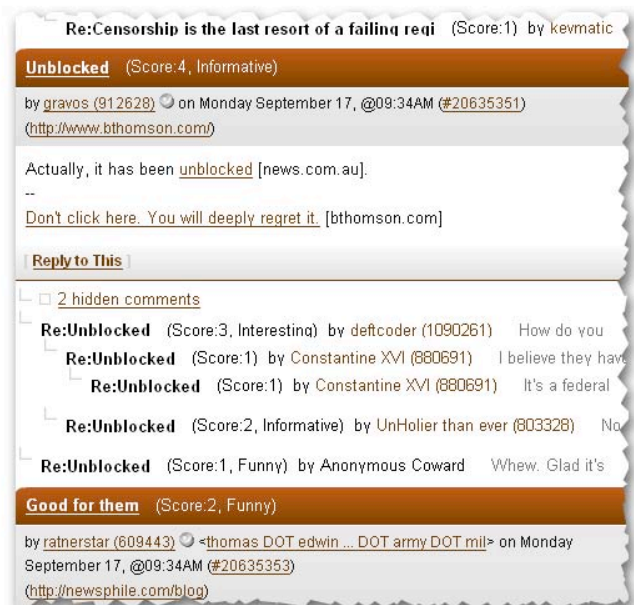 Re:Censorship is the last resort of a failing regi (Score:1) by kevmatic
Unblocked (Score:4, Informative)
by gravos (912628) on Monday September 17, @09:34AM (#20635351)
(http://www.bthomson.com/)
Actually, it has been unblocked [news.com.au].
--
Don't click here. You will deeply regret it. [bthomson.com]
[ Reply to This ]
2 hidden comments
Re:Unblocked (Score:3, Interesting) by deftcoder (1090261) How do you
Re:Unblocked (Score:1) by Constantine XVI (880691) I believe they have
Re:Unblocked (Score:1) by Constantine XVI (880691) It's a federal
Re:Unblocked (Score:2, Informative) by UnHolier than ever (803328) No
Re:Unblocked (Score:1, Funny) by Anonymous Coward Whew. Glad it's
Good for them (Score:2, Funny)
by ratnerstar (609443) <thomas DOT edwin ... DOT army DOT mil> on Monday
September 17, @09:34AM (#20635353)
(http://newsphile.com/blog)